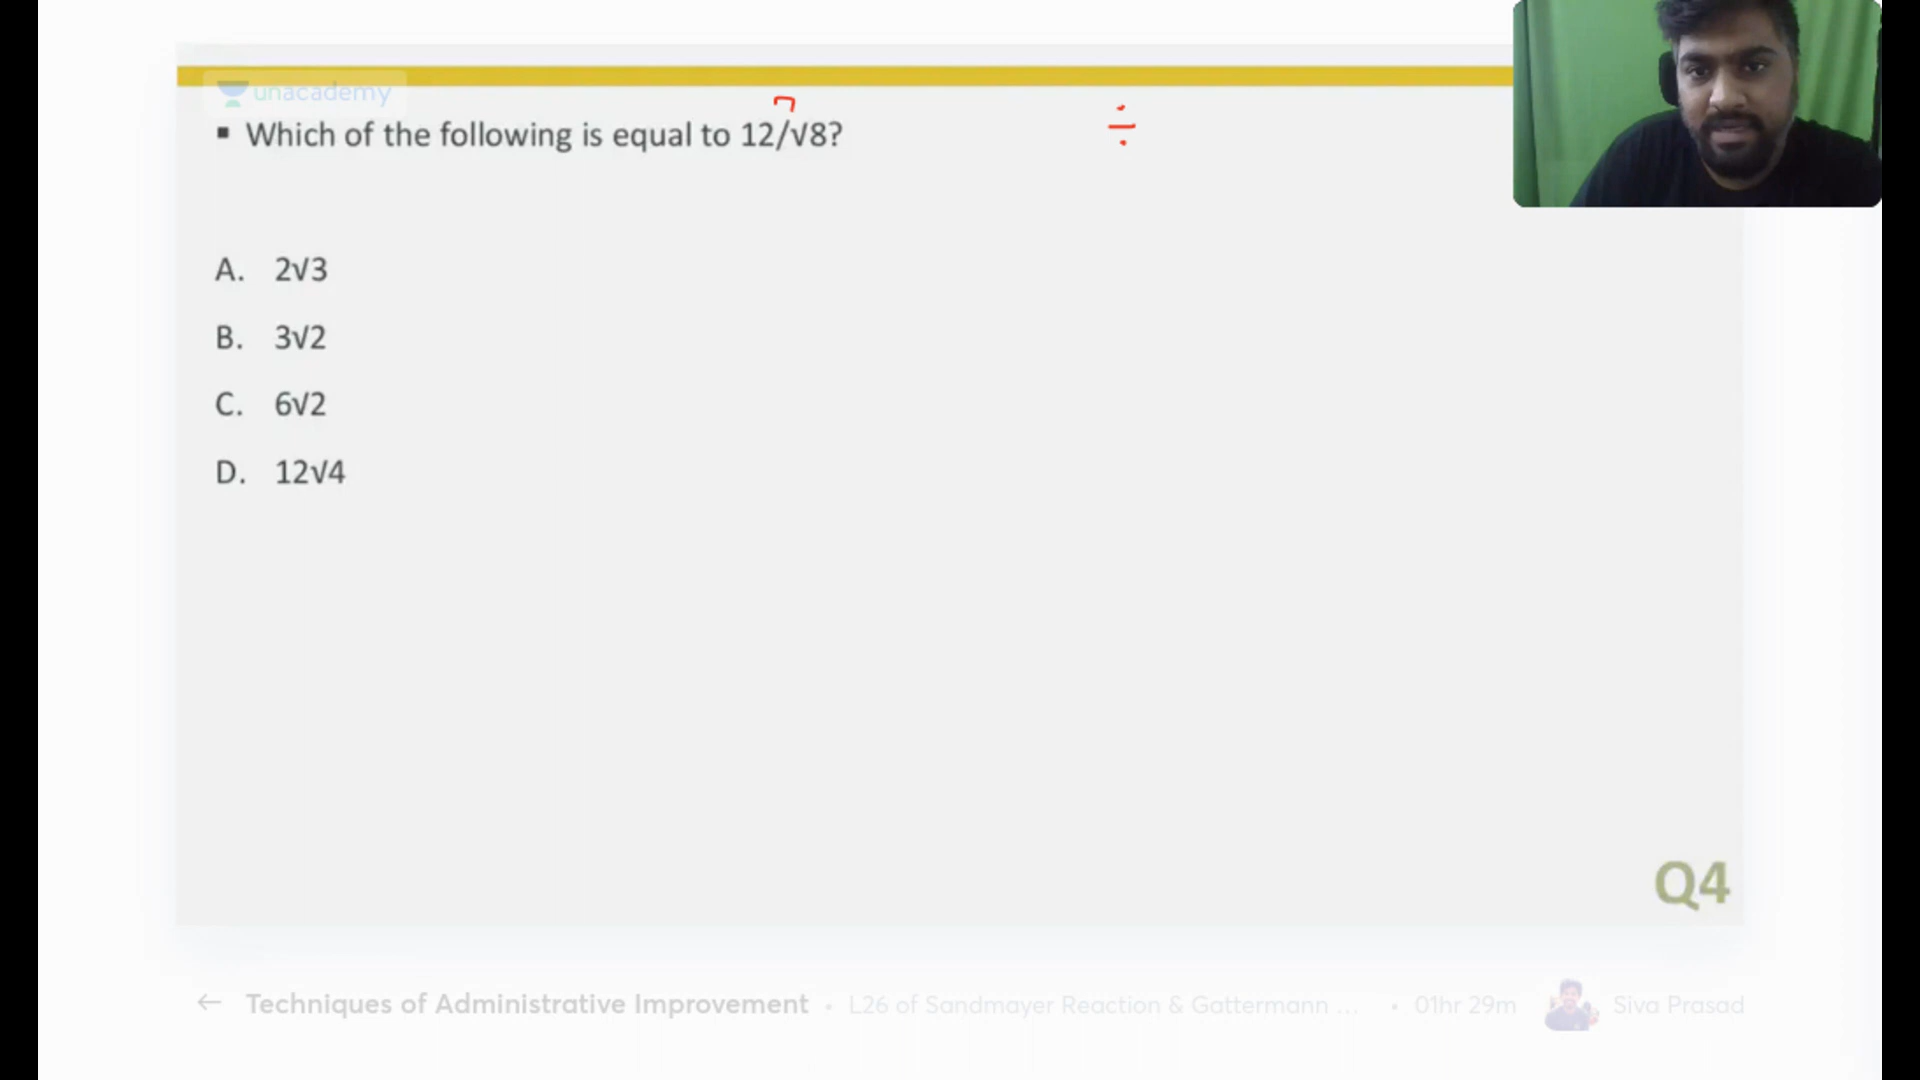 unacademy
▪ Which of the following is equal to 12/√8?
÷
A. 2√3
B. 3√2
C. 6√2
D. 12√4
Q4
← Techniques of Administrative Improvement • L26 of Sandmayer Reaction & Gattermann ... • 01hr 29m Siva Prasad